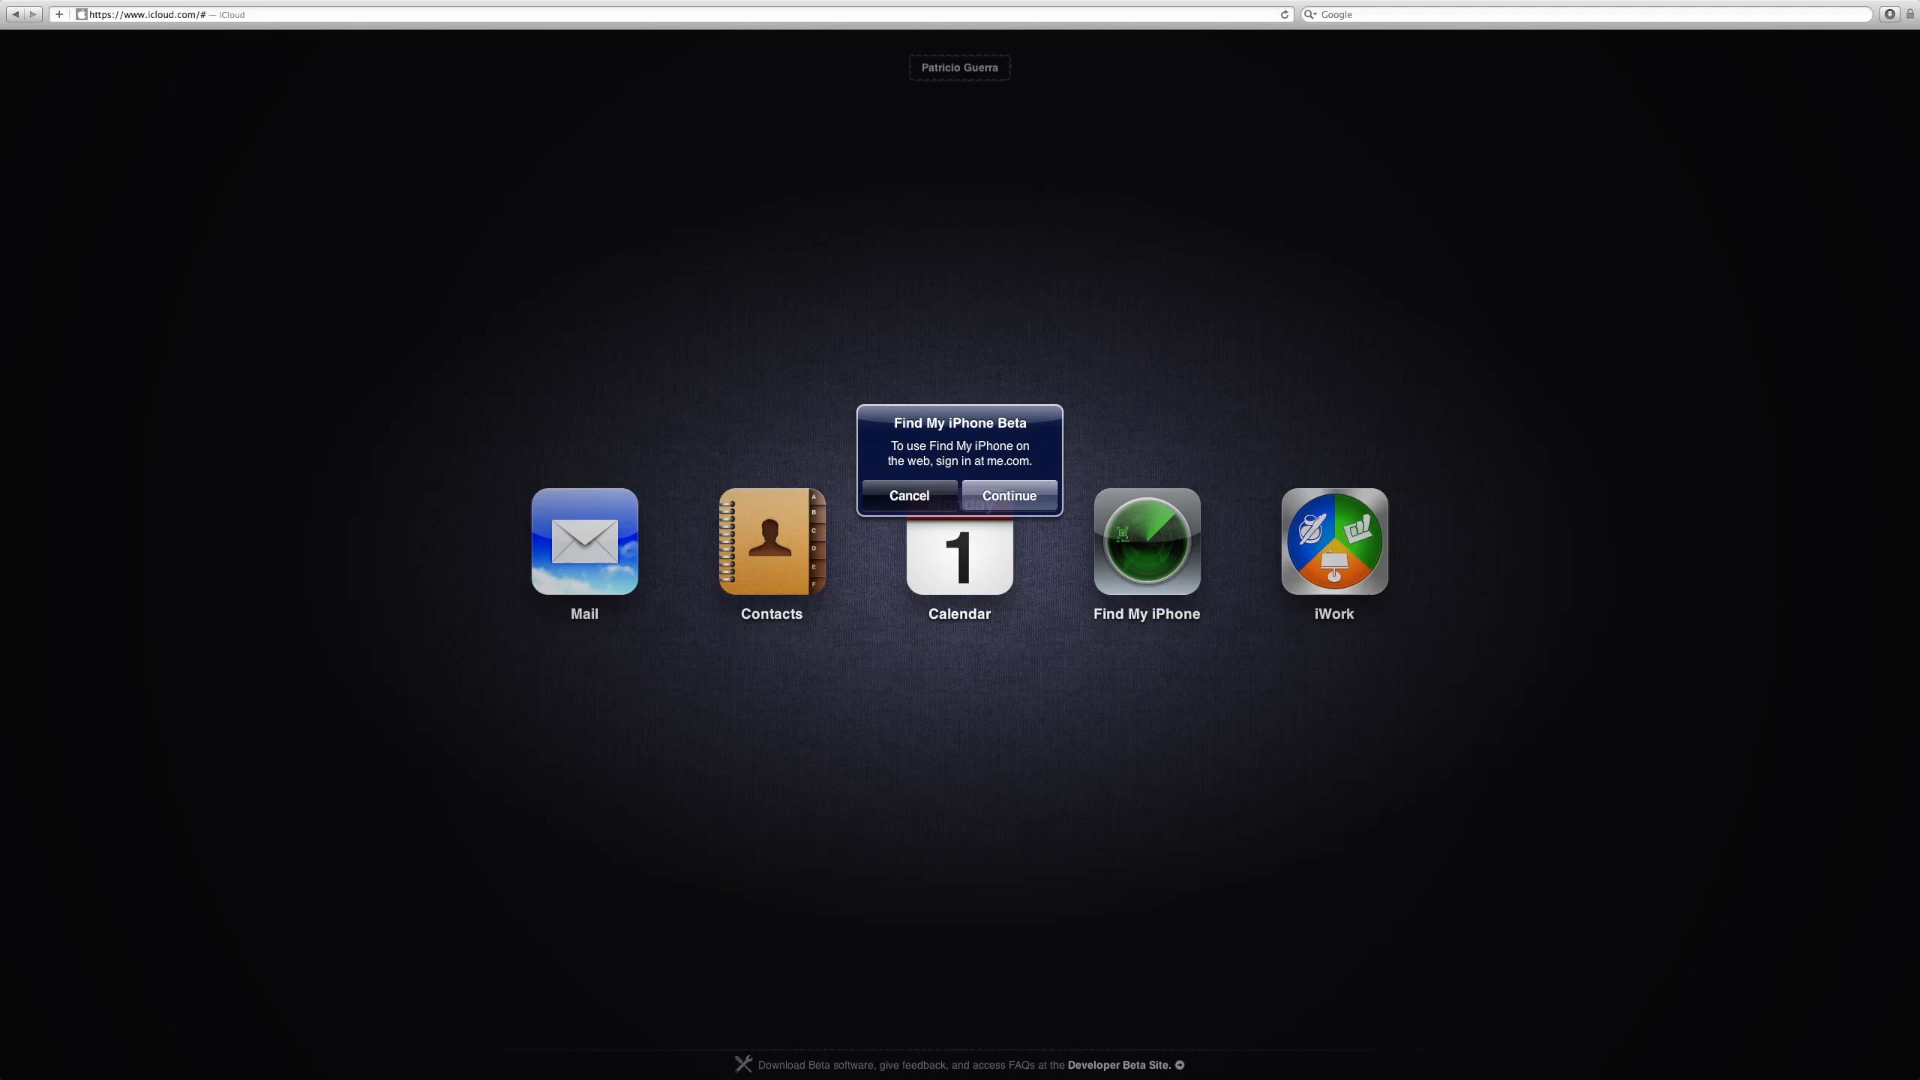 https://www.icloud.com/# — iCloud
Google
Patricio Guerra
Find My iPhone Beta
To use Find My iPhone on
the web, sign in at me.com.
Cancel
Continue
A
B
C
D
E
F
1
Mail
Contacts
Calendar
Find My iPhone
iWork
Download Beta software, give feedback, and access FAQs at the Developer Beta Site.